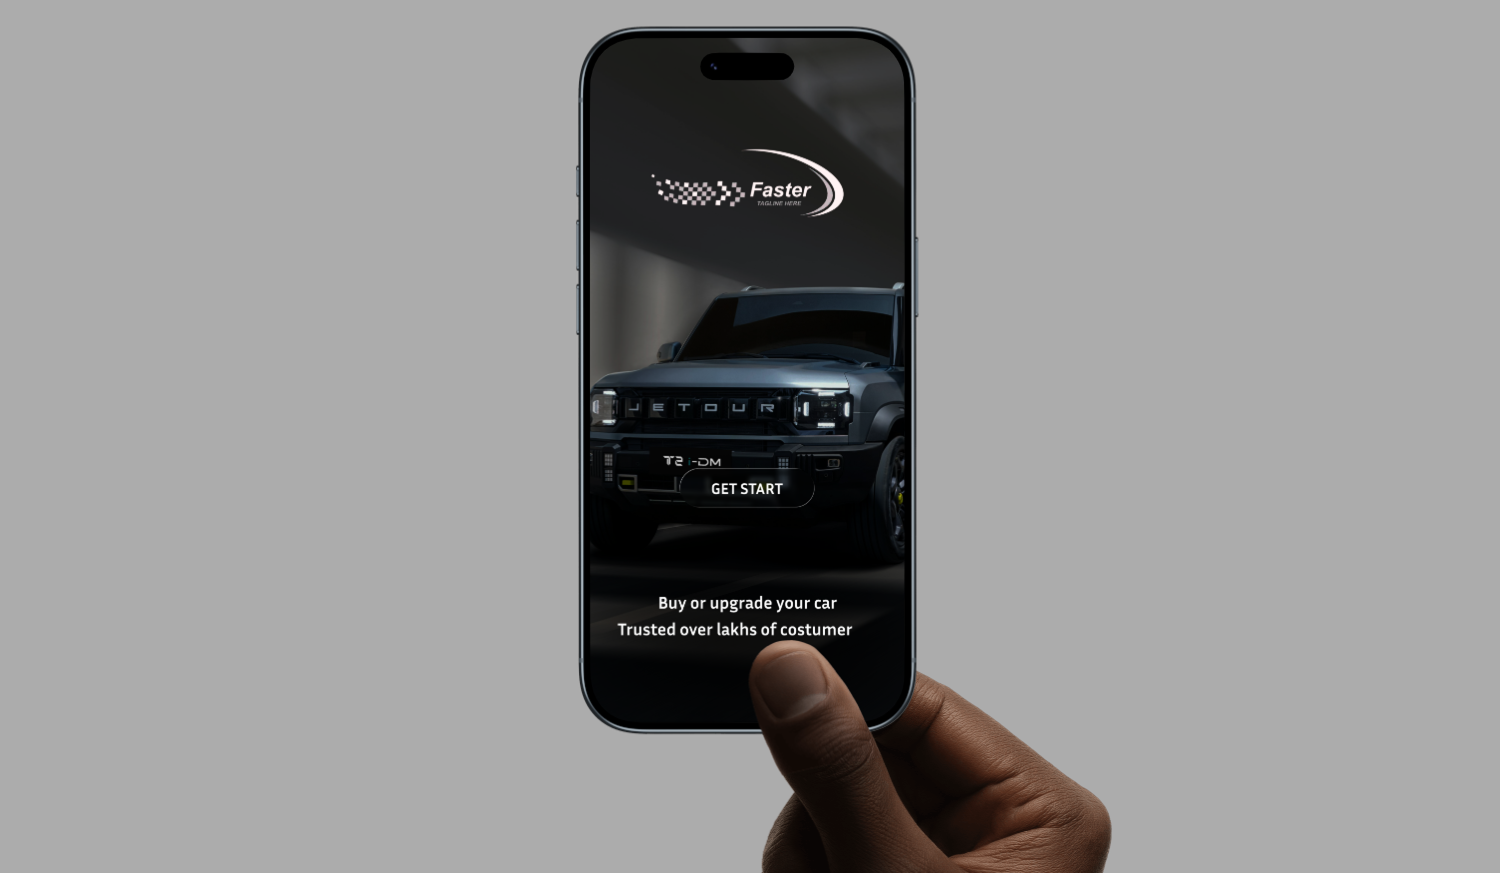 Faster
TAGLINE HERE
JETOUR
T2 i-DM
GET START
Buy or upgrade your car
Trusted over lakhs of costumer